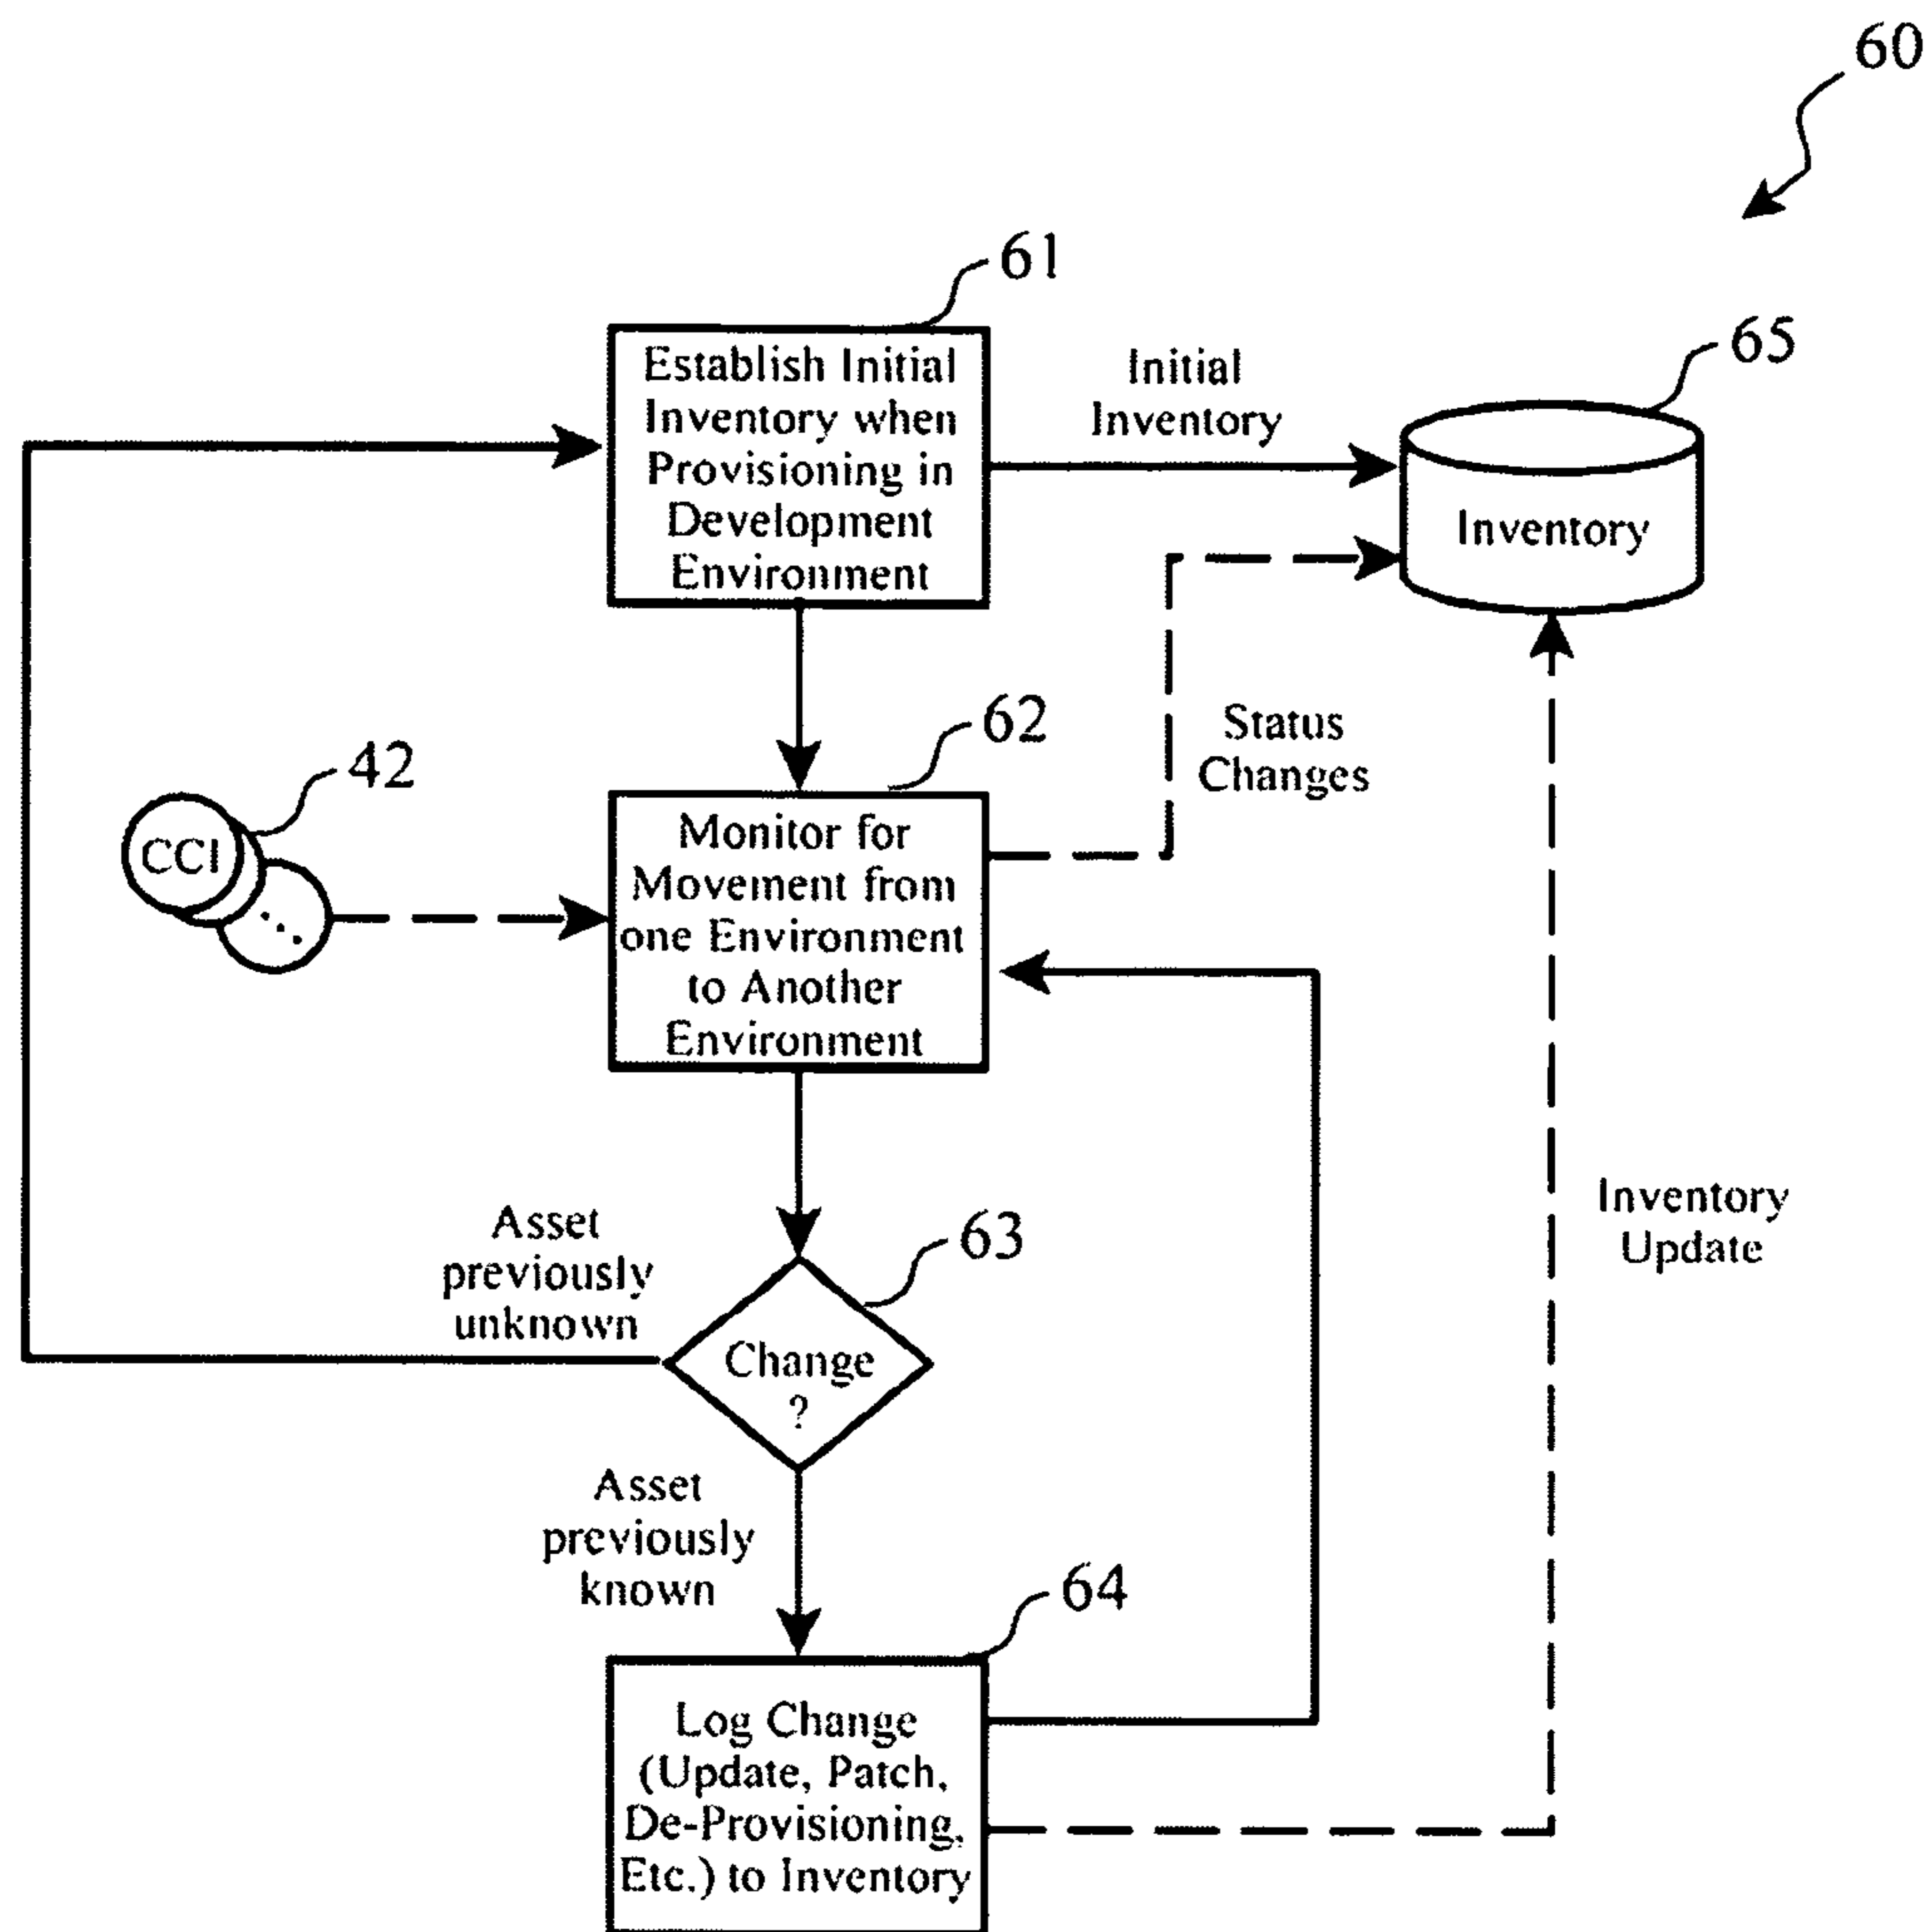 60
61
Establish Initial
Inventory when
Provisioning in
Development
Environment
Initial
Inventory
65
Inventory
62
Status
Changes
42
CCI
Monitor for
Movement from
one Environment
to Another
Environment
Inventory
Update
Asset
previously
unknown
63
Change
?
Asset
previously
known
64
Log Change
(Update, Patch,
De-Provisioning,
Etc.) to Inventory